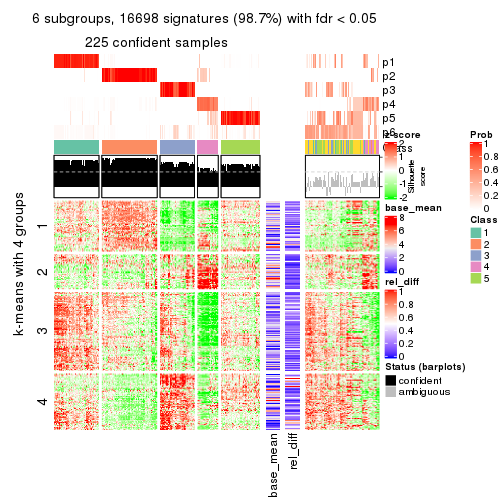 6 subgroups, 16698 signatures (98.7%) with fdr < 0.05
225 confident samples
p1
p2
p3
p4
p5
p6
Class
z-score
2
1
0
-1
-2
Silhouette
score
Prob
1
0.8
0.6
0.4
0.2
0
base_mean
8
6
4
2
0
Class
1
2
3
4
5
rel_diff
1
0.8
0.6
0.4
0.2
0
Status (barplots)
confident
ambiguous
k-means with 4 groups
1
2
3
4
base_mean
rel_diff